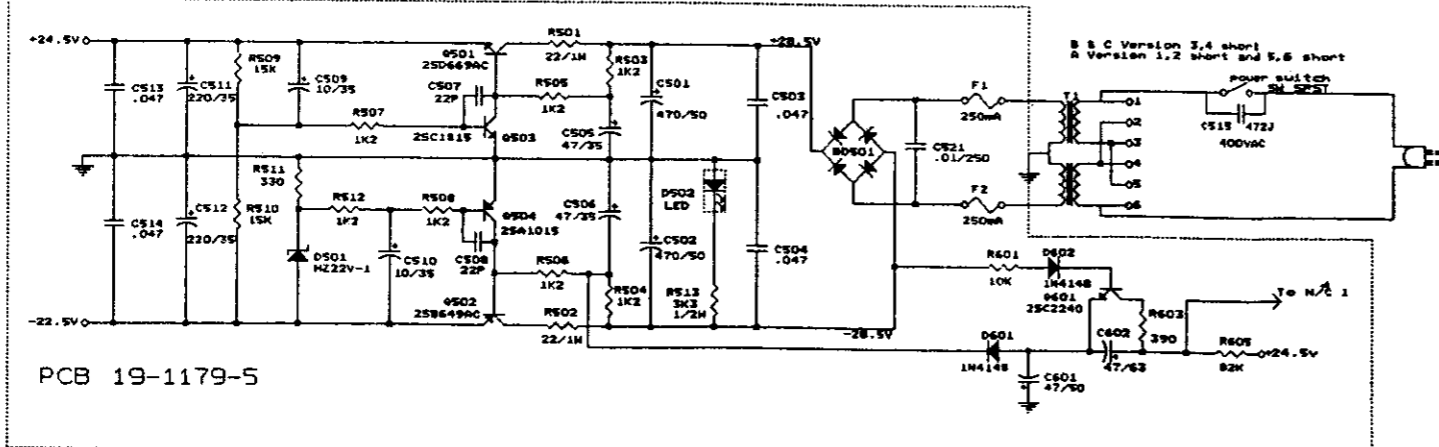 +24.5V
C513
.047
C511
220/35
R509
15K
C509
10/35
R507
1K2
Q501
2SD669AC
C507
22P
2SC1815
Q503
R501
22/1W
R505
1K2
R503
1K2
C505
47/35
C501
470/50
+28.5V
C503
.047
BD501
C521
.01/250
F1
250mA
F2
250mA
T1
B & C Version 3,4 short
A Version 1,2 short and 5,6 short
power switch
SW SPST
C515
472J
400VAC
1
2
3
4
5
6
C514
.047
C512
220/35
R510
15K
R511
330
D501
HZ22V-1
R512
1K2
C510
10/35
R508
1K2
Q504
2SA1015
C508
22P
Q502
2SB649AC
R506
1K2
R502
22/1W
C506
47/35
R504
1K2
C502
470/50
D502
LED
R513
3K3
1/2W
C504
.047
-22.5V
-28.5V
R601
10K
D602
1N4148
Q601
2SC2240
R603
390
To N/C 1
D601
1N4148
C601
47/50
C602
47/63
R605
82K
+24.5V
PCB 19-1179-5